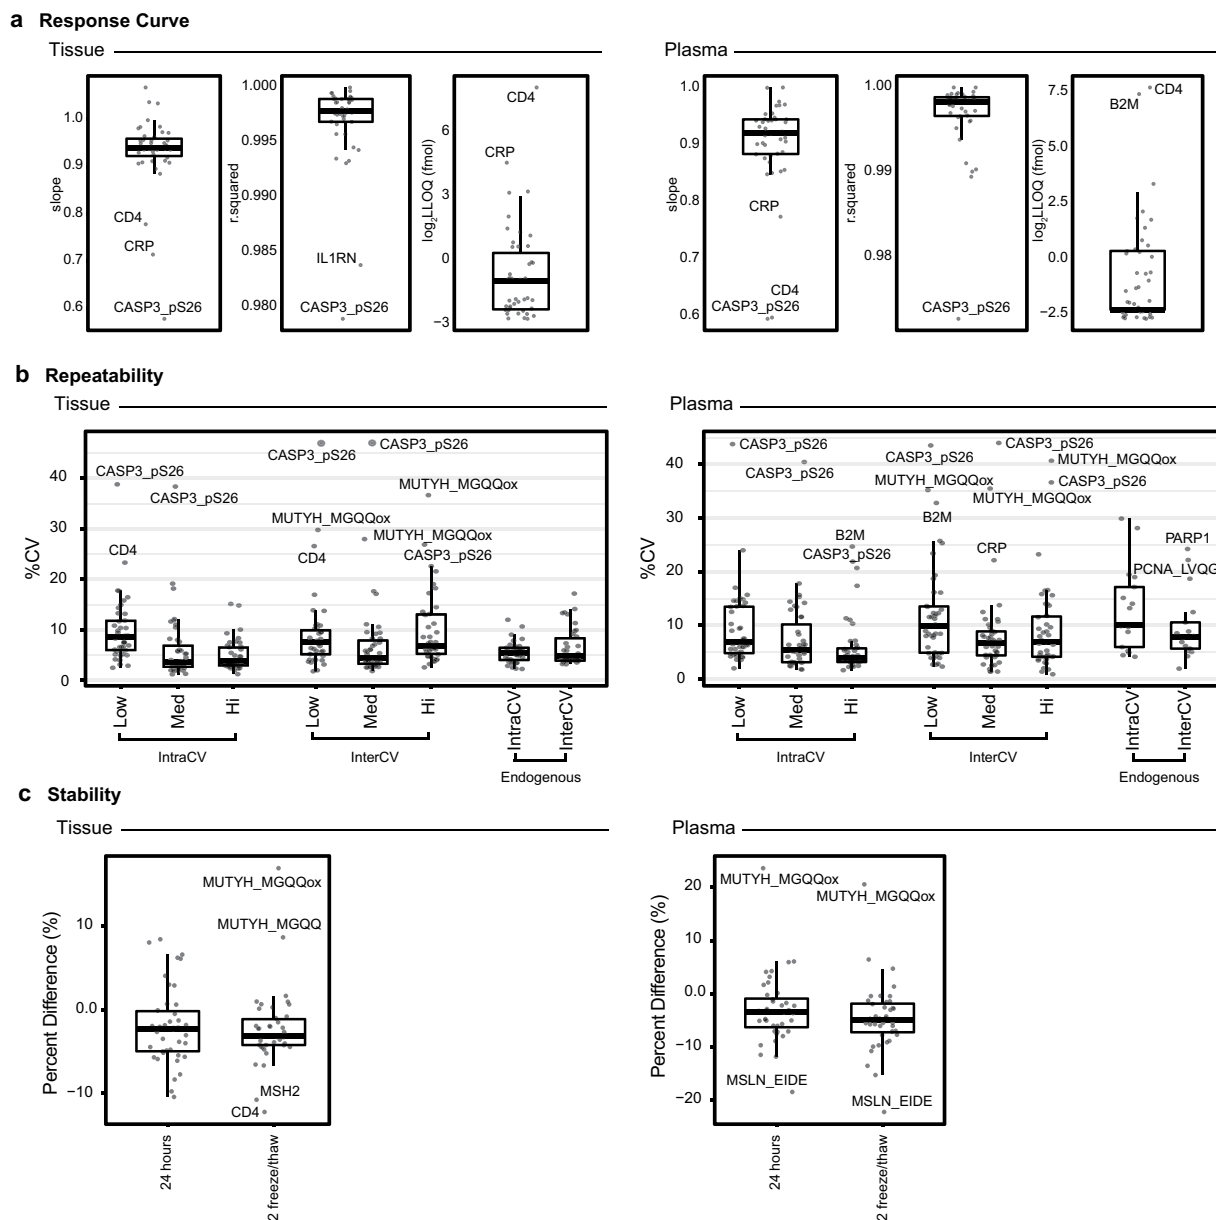 a Response Curve
Tissue
slope
1.0
0.9
0.8
0.7
0.6
CD4
CRP
CASP3_pS26
r.squared
1.000
0.995
0.990
0.985
0.980
IL1RN
CASP3_pS26
log2LLOQ (fmol)
6
3
0
−3
CD4
CRP
Plasma
slope
1.0
0.9
0.8
0.7
0.6
CRP
CD4
CASP3_pS26
r.squared
1.00
0.99
0.98
CASP3_pS26
log2LLOQ (fmol)
7.5
5.0
2.5
0.0
−2.5
CD4
B2M
b Repeatability
Tissue
%CV
40
30
20
10
0
CASP3_pS26
CASP3_pS26
CD4
CASP3_pS26
CASP3_pS26
MUTYH_MGQQox
MUTYH_MGQQox
MUTYH_MGQQox
CD4
CASP3_pS26
Low
Med
Hi
Low
Med
Hi
IntraCV
InterCV
IntraCV
InterCV
Endogenous
Plasma
%CV
40
30
20
10
0
CASP3_pS26
CASP3_pS26
B2M
CASP3_pS26
CASP3_pS26
MUTYH_MGQQox
B2M
CASP3_pS26
MUTYH_MGQQox
CASP3_pS26
MUTYH_MGQQox
CRP
PARP1
PCNA_LVQG
Low
Med
Hi
Low
Med
Hi
IntraCV
InterCV
IntraCV
InterCV
Endogenous
c Stability
Tissue
Percent Difference (%)
10
0.0
−10
MUTYH_MGQQox
MUTYH_MGQQ
MSH2
CD4
24 hours
2 freeze/thaw
Plasma
Percent Difference (%)
20
10
0.0
−10
−20
MUTYH_MGQQox
MUTYH_MGQQox
MSLN_EIDE
MSLN_EIDE
24 hours
2 freeze/thaw